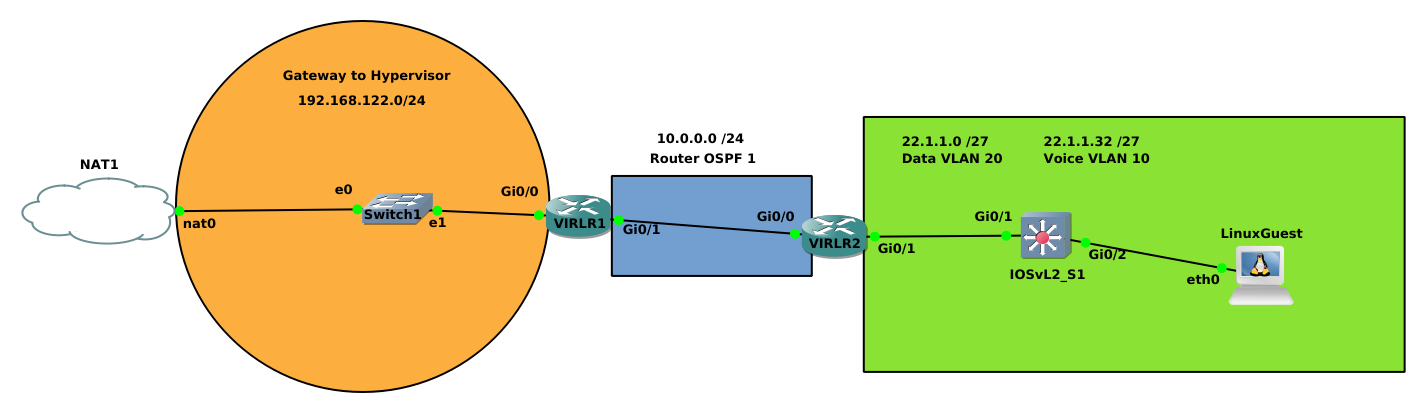 Gateway to Hypervisor
192.168.122.0/24
NAT1
nat0
e0
Switch1
e1
Gi0/0
VIRLR1
Gi0/1
10.0.0.0 /24
Router OSPF 1
Gi0/0
VIRLR2
Gi0/1
22.1.1.0 /27
Data VLAN 20
22.1.1.32 /27
Voice VLAN 10
Gi0/1
IOSvL2_S1
Gi0/2
LinuxGuest
eth0